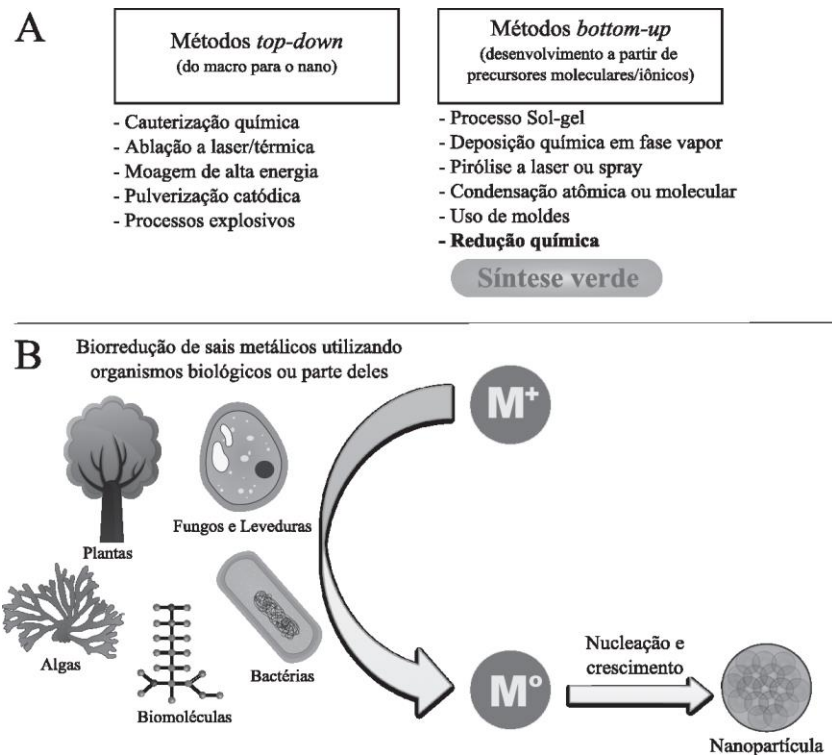 A
Métodos top-down
(do macro para o nano)
- Cauterização química
- Ablação a laser/térmica
- Moagem de alta energia
- Pulverização catódica
- Processos explosivos
Métodos bottom-up
(desenvolvimento a partir de
precursores moleculares/iônicos)
- Processo Sol-gel
- Deposição química em fase vapor
- Pirólise a laser ou spray
- Condensação atômica ou molecular
- Uso de moldes
- Redução química
Síntese verde
B
Biorredução de sais metálicos utilizando
organismos biológicos ou parte deles
Plantas
Fungos e Leveduras
Algas
Biomoléculas
Bactérias
M⁺
M⁰
Nucleação e
crescimento
Nanopartícula